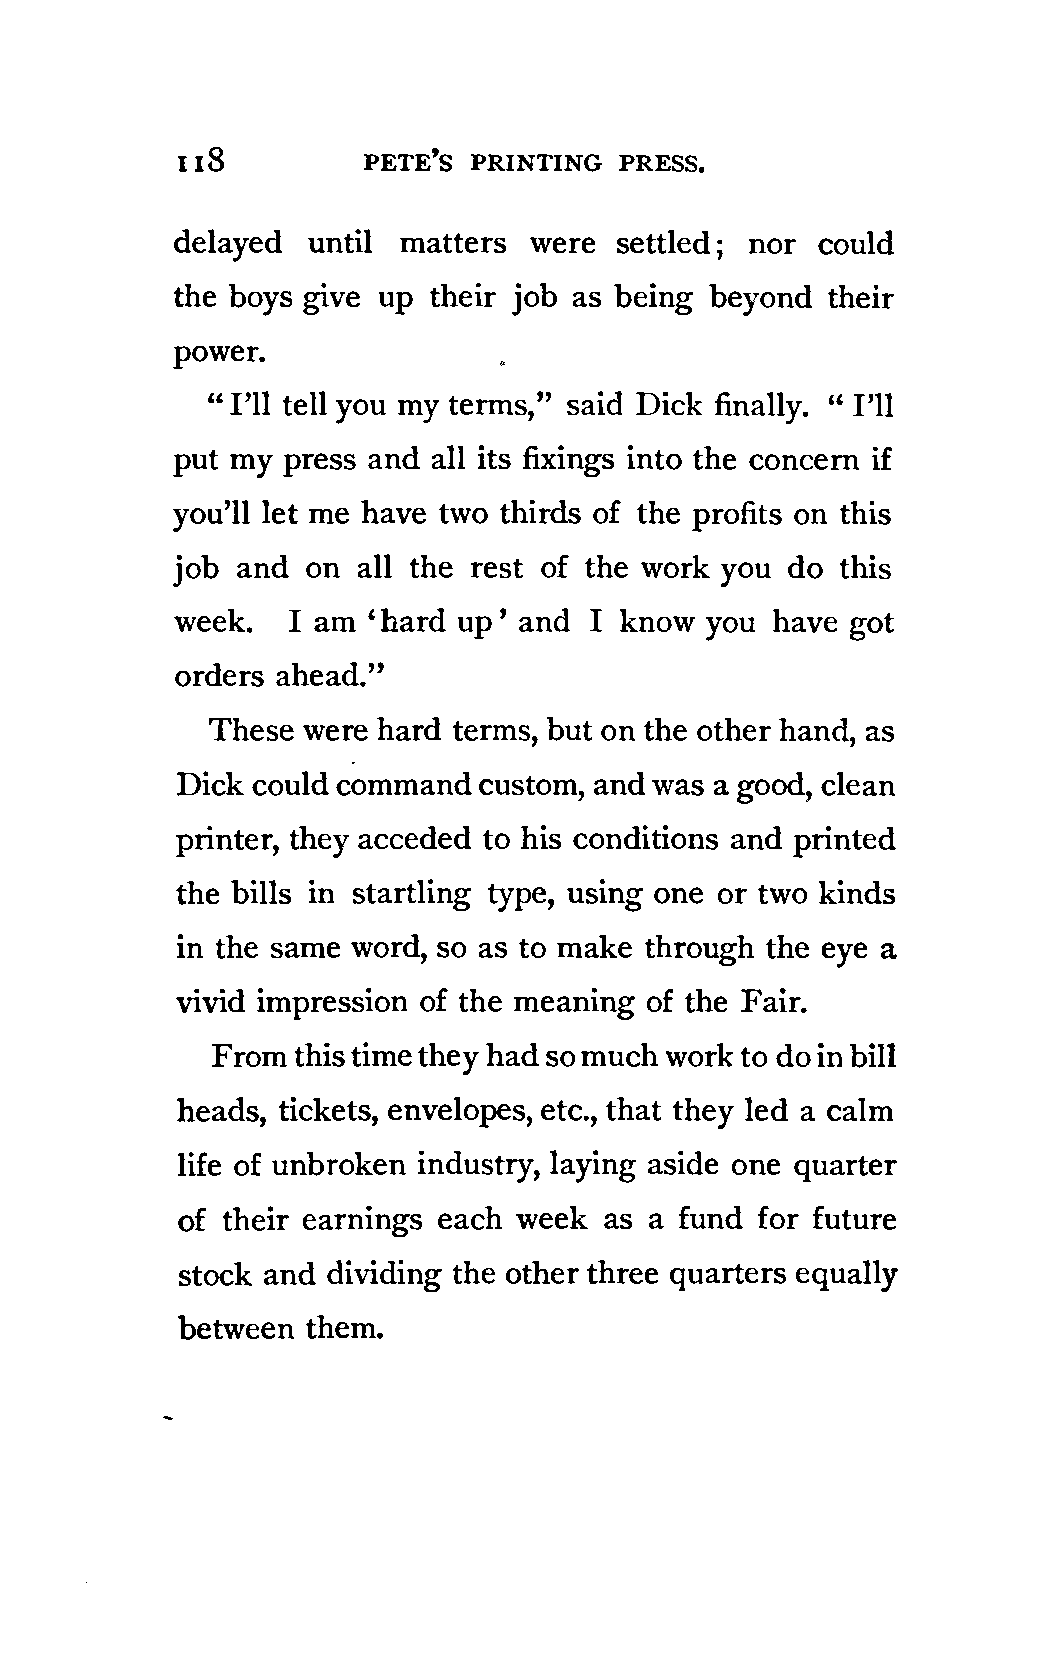 118 PETE'S PRINTING PRESS.
delayed until matters were settled; nor could
the boys give up their job as being beyond their
power.
"I'll tell you my terms," said Dick finally. "I'll
put my press and all its fixings into the concern if
you'll let me have two thirds of the profits on this
job and on all the rest of the work you do this
week. I am 'hard up' and I know you have got
orders ahead."
These were hard terms, but on the other hand, as
Dick could command custom, and was a good, clean
printer, they acceded to his conditions and printed
the bills in startling type, using one or two kinds
in the same word, so as to make through the eye a
vivid impression of the meaning of the Fair.
From this time they had so much work to do in bill
heads, tickets, envelopes, etc., that they led a calm
life of unbroken industry, laying aside one quarter
of their earnings each week as a fund for future
stock and dividing the other three quarters equally
between them.